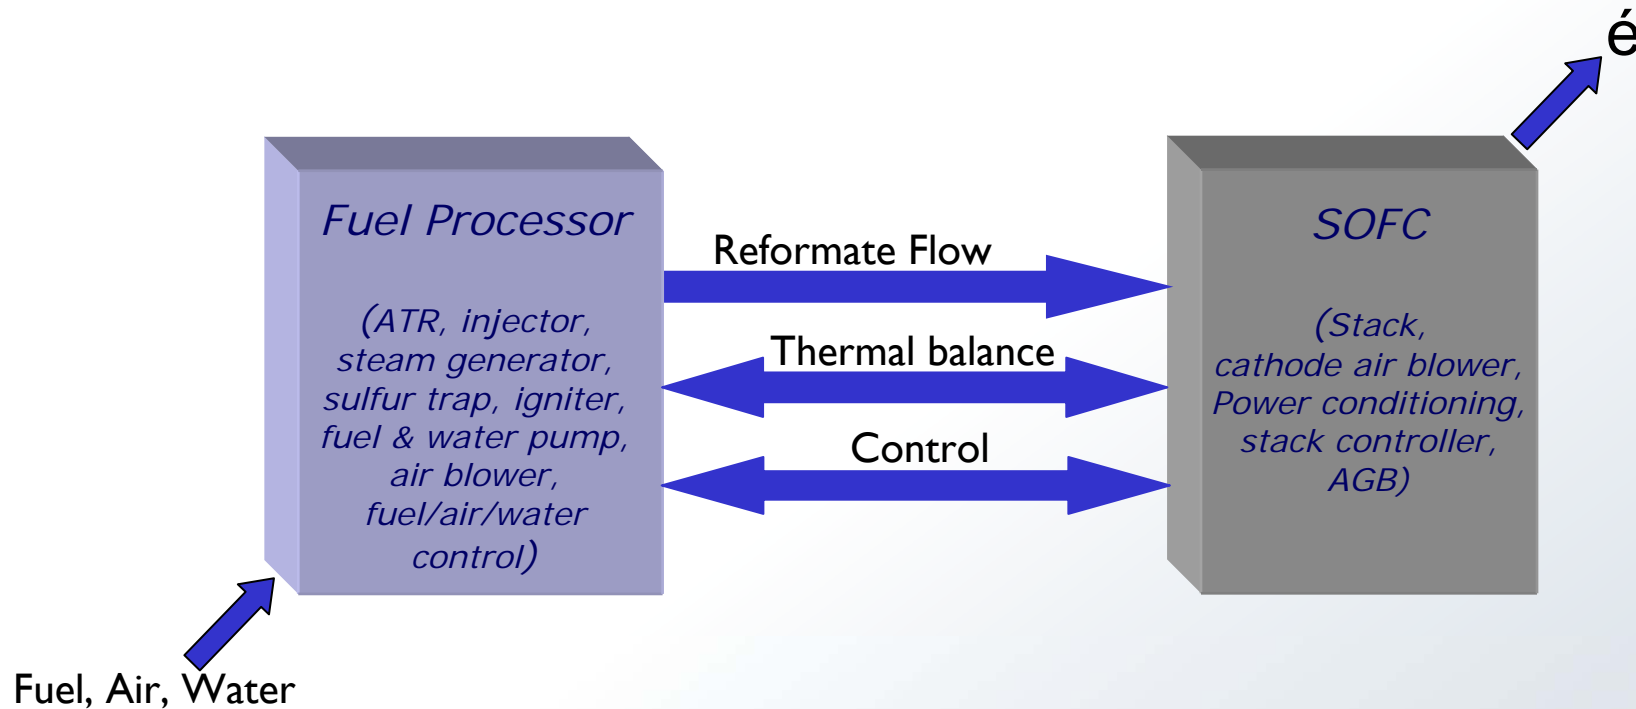 é
Fuel Processor
(ATR, injector,
steam generator,
sulfur trap, igniter,
fuel & water pump,
air blower,
fuel/air/water
control)
Reformate Flow
Thermal balance
Control
SOFC
(Stack,
cathode air blower,
Power conditioning,
stack controller,
AGB)
Fuel, Air, Water